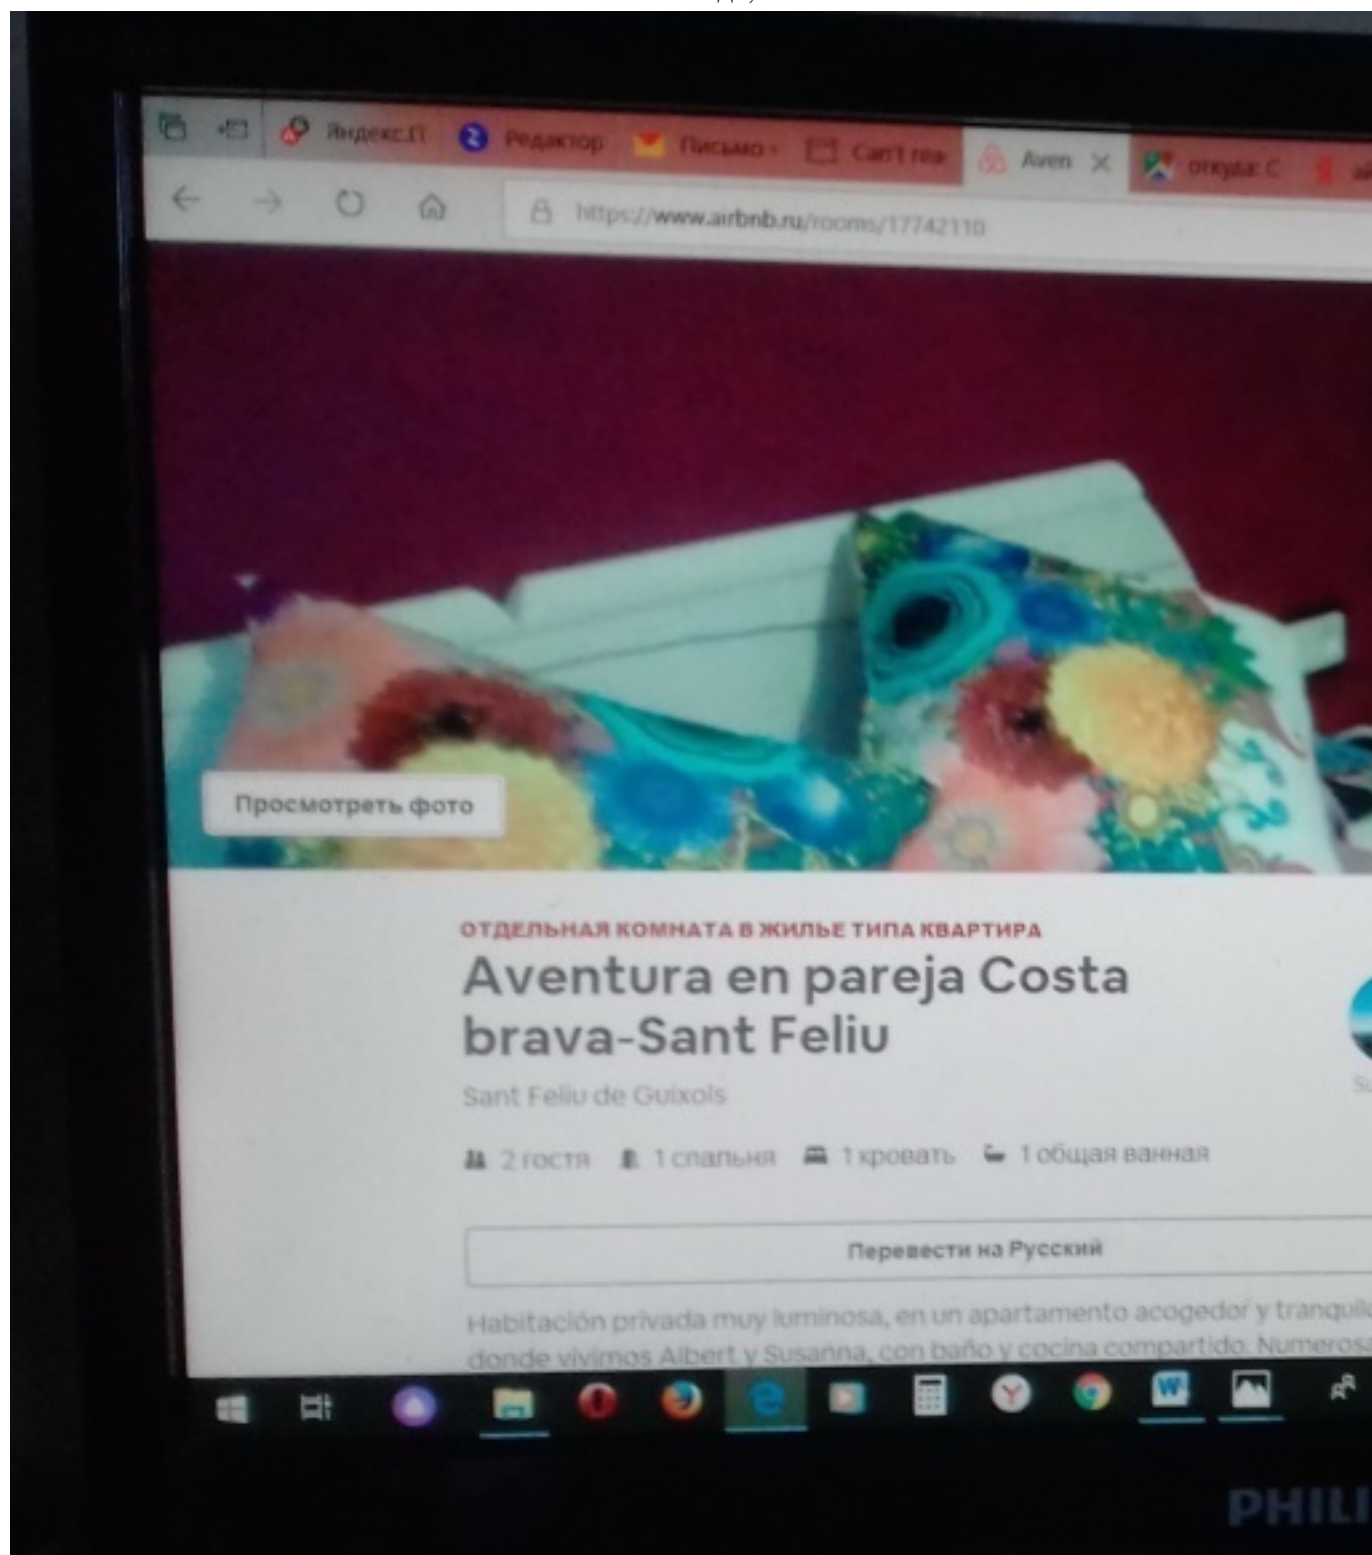 Яндекс.П
Редактор
Письмо
Can't rea
Aven
откуда: С
https://www.airbnb.ru/rooms/17742110
Просмотреть фото
ОТДЕЛЬНАЯ КОМНАТА В ЖИЛЬЕ ТИПА КВАРТИРА
Aventura en pareja Costa
brava-Sant Feliu
Sant Feliu de Guíxols
2 гостя 1 спальня 1 кровать 1 общая ванная
Перевести на Русский
Habitación privada muy luminosa, en un apartamento acogedor y tranquilo
donde vivimos Albert y Susanna, con baño y cocina compartido. Numerosa
PHILI